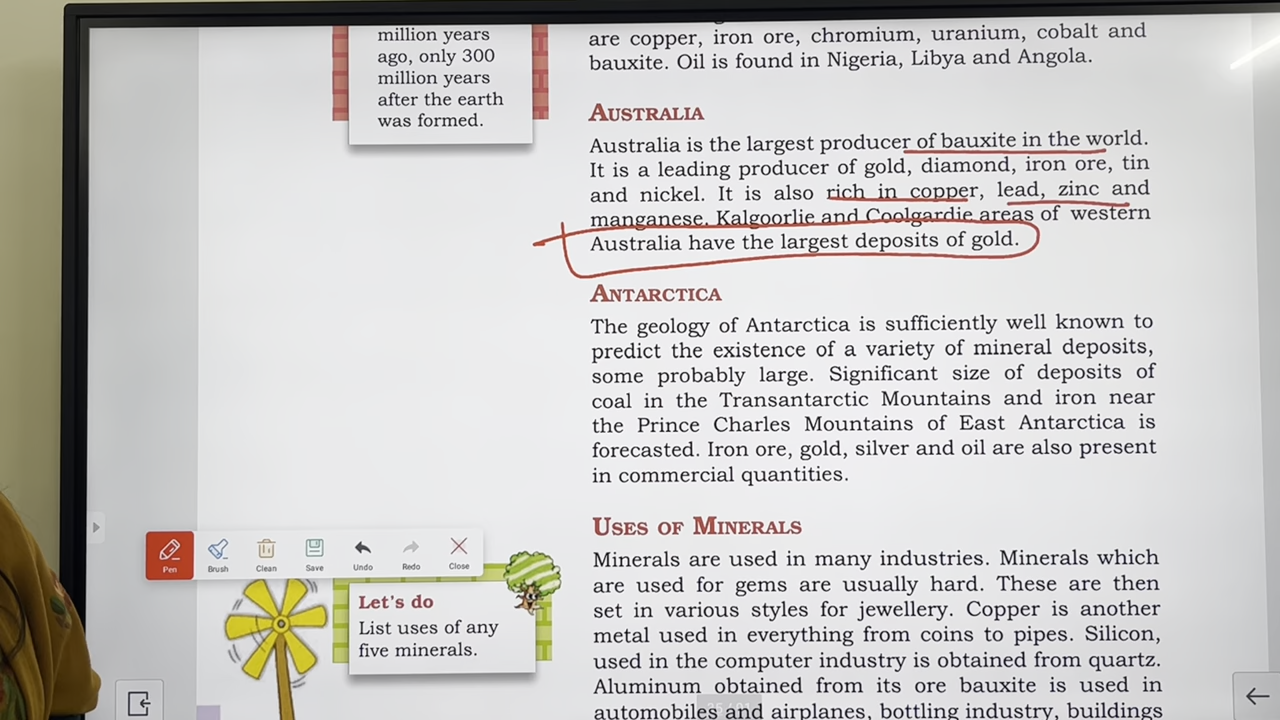 million years
ago, only 300
million years
after the earth
was formed.
are copper, iron ore, chromium, uranium, cobalt and
bauxite. Oil is found in Nigeria, Libya and Angola.
AUSTRALIA
Australia is the largest producer of bauxite in the world.
It is a leading producer of gold, diamond, iron ore, tin
and nickel. It is also rich in copper, lead, zinc and
manganese. Kalgoorlie and Coolgardie areas of western
Australia have the largest deposits of gold.
ANTARCTICA
The geology of Antarctica is sufficiently well known to
predict the existence of a variety of mineral deposits,
some probably large. Significant size of deposits of
coal in the Transantarctic Mountains and iron near
the Prince Charles Mountains of East Antarctica is
forecasted. Iron ore, gold, silver and oil are also present
in commercial quantities.
USES OF MINERALS
Minerals are used in many industries. Minerals which
are used for gems are usually hard. These are then
set in various styles for jewellery. Copper is another
metal used in everything from coins to pipes. Silicon,
used in the computer industry is obtained from quartz.
Aluminum obtained from its ore bauxite is used in
automobiles and airplanes, bottling industry, buildings
Pen Brush Clean Save Undo Redo Close
Let's do
List uses of any
five minerals.